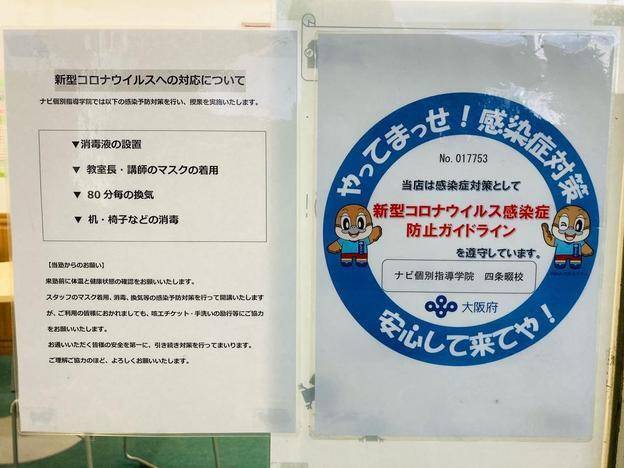 新型コロナウイルスへの対応について
ナビ個別指導学院では以下の感染予防対策を行い、授業を実施いたします。
▼消毒液の設置
▼ 教室長・講師のマスクの着用
▼ 80分毎の換気
▼ 机・椅子などの消毒
【当塾からのお願い】
来塾前に体温と健康状態の確認をお願いいたします。
スタッフのマスク着用、消毒、換気等の感染予防対策を行って開講いたします
が、ご利用の皆様におかれましても、咳エチケット・手洗いの励行等にご協力
をお願いいたします。
お通いいただく皆様の安全を第一に、引き続き対策を行ってまいります。
ご理解ご協力のほど、よろしくお願いいたします。
やってまっせ！感染症対策
No. 017753
当店は感染症対策として
新型コロナウイルス感染症
防止ガイドライン
を遵守しています。
ナビ個別指導学院 四条畷校
大阪府
安心して来てや！